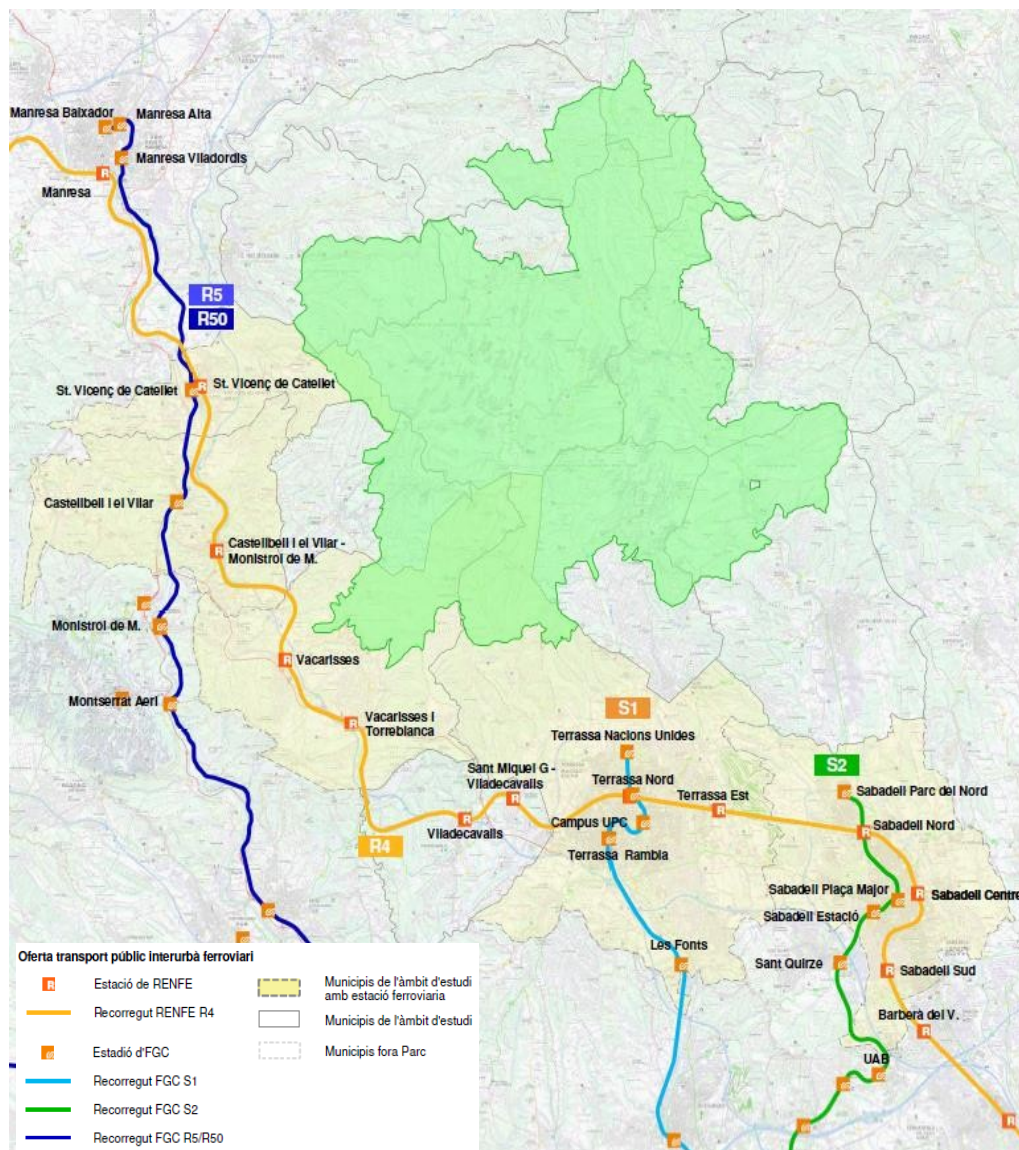 Manresa Baixador
Manresa Alta
Manresa Viladordis
R
Manresa
R5
R50
St. Vicenç de Catellet
R
St. Vicenç de Catellet
Castellbell i el Vilar
R
Castellbell i el Vilar -
Monistrol de M.
Monistrol de M.
R
Vacarisses
Montserrat Aeri
R
Vacarisses i
Torreblanca
S1
Terrassa Nacions Unides
Sant Miquel G -
Viladecavalls
R
Terrassa Nord
Terrassa Est
R
S2
Sabadell Parc del Nord
R
Viladecavalls
Campus UPC
R
Sabadell Nord
R4
Terrassa Rambla
Sabadell Plaça Major
R
Sabadell Centre
Sabadell Estació
Les Fonts
Sant Quirze
R
Sabadell Sud
Barberà del V.
R
UAB
R
Oferta transport públic interurbà ferroviari
R
Estació de RENFE
Recorregut RENFE R4
Estadió d'FGC
Recorregut FGC S1
Recorregut FGC S2
Recorregut FGC R5/R50
Municipis de l'àmbit d'estudi
amb estació ferroviaria
Municipis de l'àmbit d'estudi
Municipis fora Parc